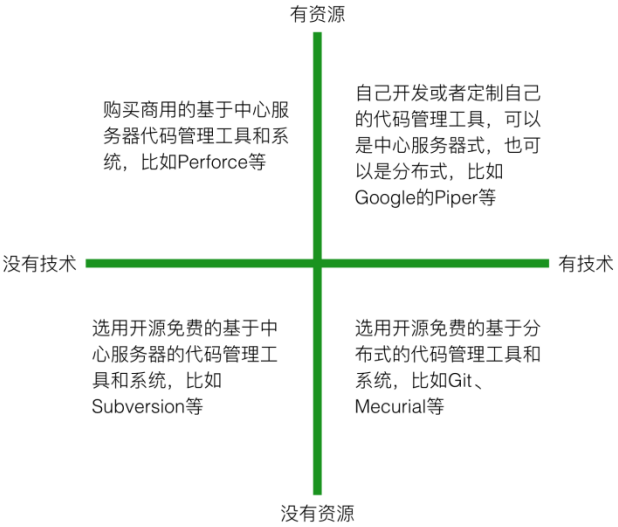 有资源
购买商用的基于中心服
务器代码管理工具和系
统，比如Perforce等
自己开发或者定制自己
的代码管理工具，可以
是中心服务器式，也可
以是分布式，比如
Google的Piper等
没有技术
有技术
选用开源免费的基于中
心服务器的代码管理工
具和系统，比如
Subversion等
选用开源免费的基于分
布式的代码管理工具和
系统，比如Git、
Mecurial等
没有资源